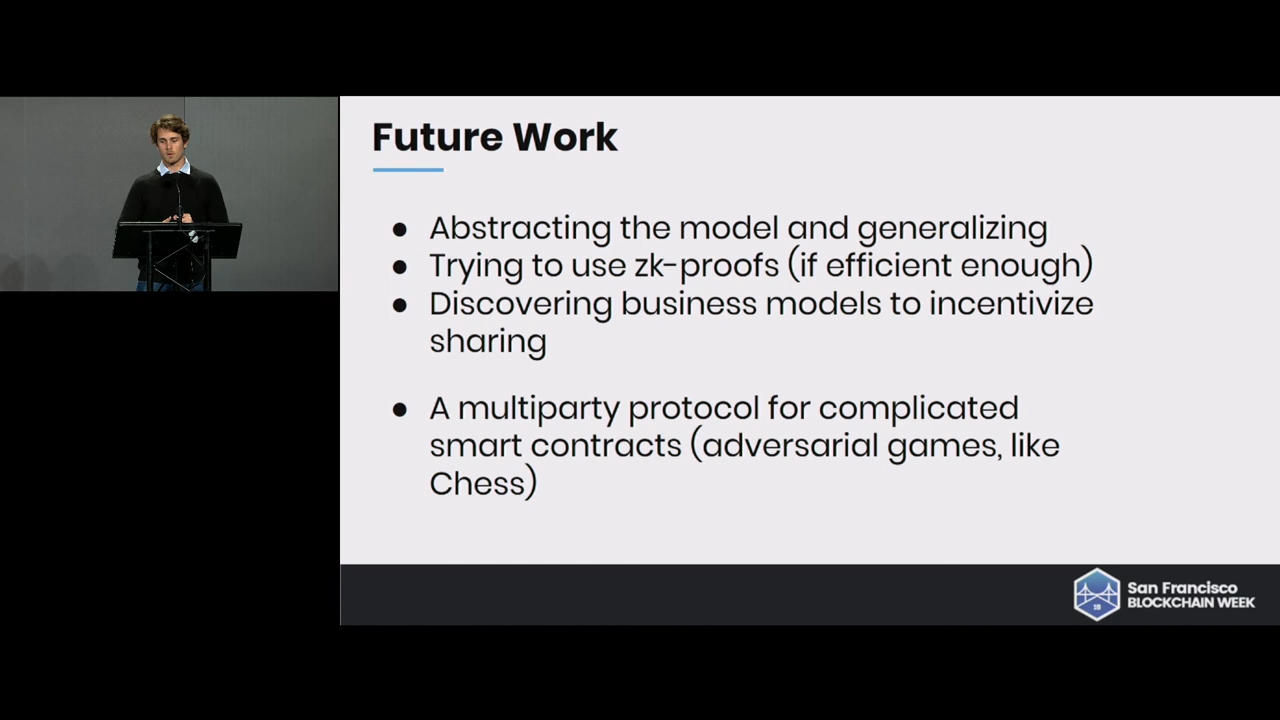 Future Work
● Abstracting the model and generalizing
● Trying to use zk-proofs (if efficient enough)
● Discovering business models to incentivize
sharing
● A multiparty protocol for complicated
smart contracts (adversarial games, like
Chess)
18
San Francisco
BLOCKCHAIN WEEK